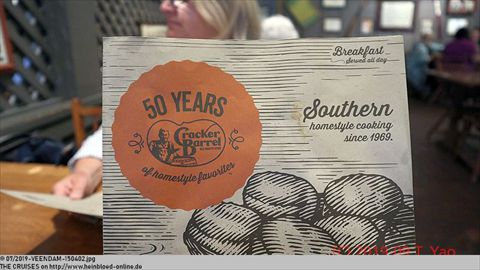 Breakfast
Served all day
50 YEARS
Cracker
Barrel
of homestyle favorites
Southern
homestyle cooking
since 1969.
T. Yao
© 07/2019-VEENDAM-150402.jpg
THE CRUISES on http://www.heinbloed-online.de